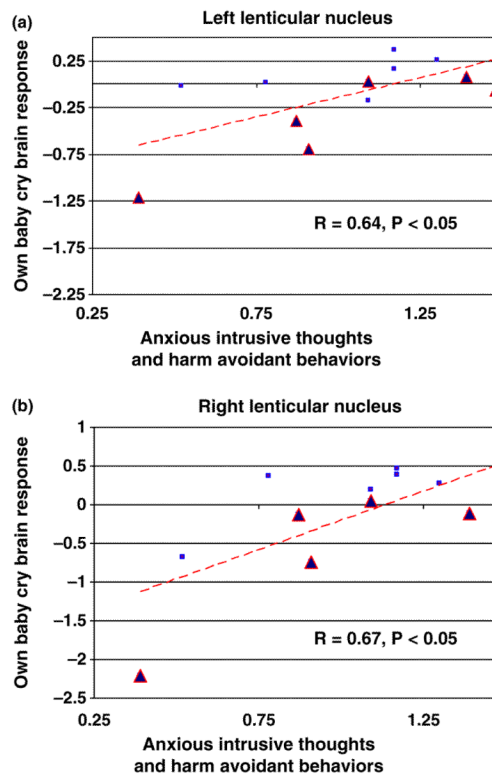 (a)
Left lenticular nucleus
Own baby cry brain response
0.25
−0.25
−0.75
−1.25
−1.75
−2.25
R = 0.64, P < 0.05
0.25 0.75 1.25
Anxious intrusive thoughts
and harm avoidant behaviors
(b)
Right lenticular nucleus
Own baby cry brain response
1
0.5
0
−0.5
−1
−1.5
−2
−2.5
R = 0.67, P < 0.05
0.25 0.75 1.25
Anxious intrusive thoughts
and harm avoidant behaviors